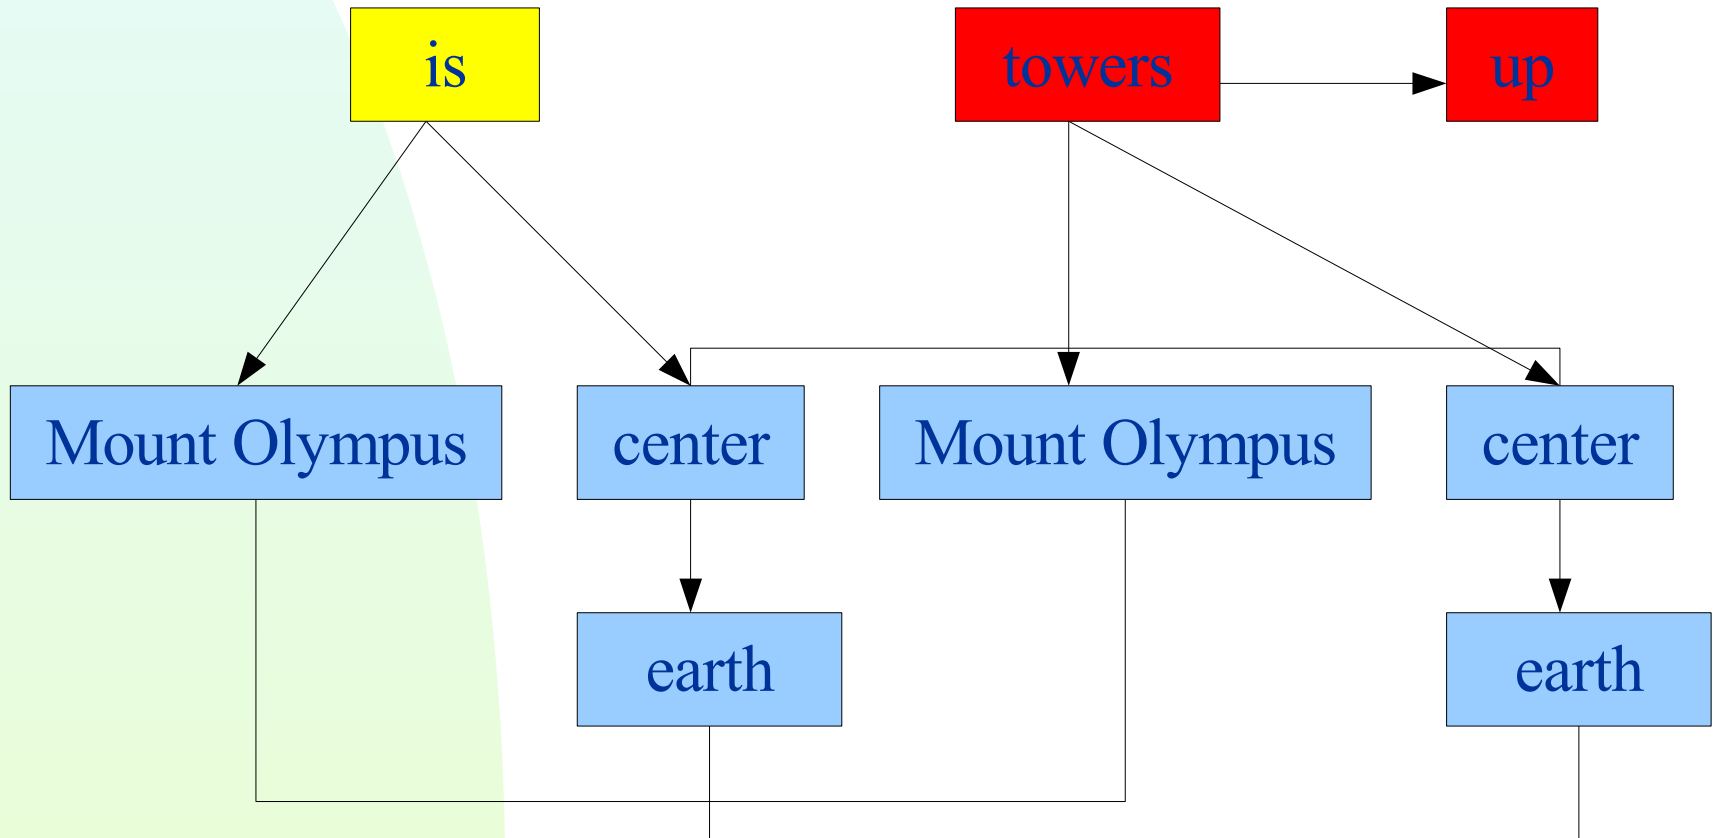 is
towers
up
Mount Olympus
center
Mount Olympus
center
earth
earth